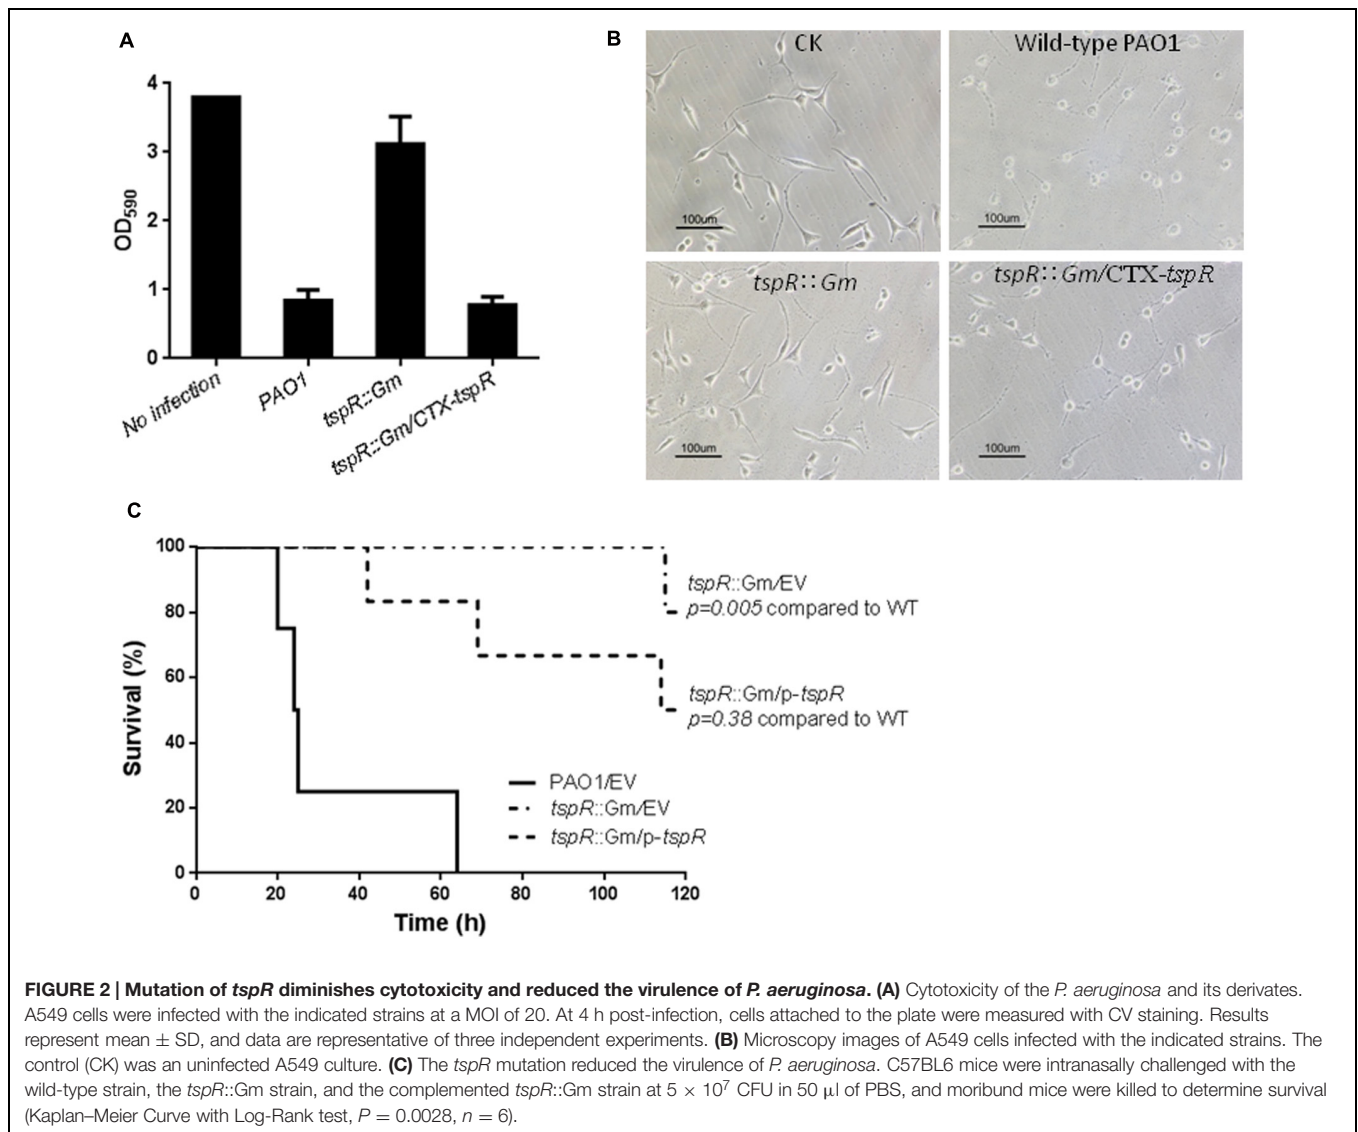 A
4
3
2
1
0
OD590
No infection
PAO1
tspR::Gm
tspR::Gm/CTX-tspR
B
CK
100um
Wild-type PAO1
100um
tspR::Gm
100um
tspR::Gm/CTX-tspR
100um
C
100
80
60
40
20
0
Survival (%)
0 20 40 60 80 100 120
Time (h)
tspR::Gm/EV
p=0.005 compared to WT
tspR::Gm/p-tspR
p=0.38 compared to WT
PAO1/EV
tspR::Gm/EV
tspR::Gm/p-tspR
FIGURE 2 | Mutation of tspR diminishes cytotoxicity and reduced the virulence of P. aeruginosa. (A) Cytotoxicity of the P. aeruginosa and its derivates.
A549 cells were infected with the indicated strains at a MOI of 20. At 4 h post-infection, cells attached to the plate were measured with CV staining. Results
represent mean ± SD, and data are representative of three independent experiments. (B) Microscopy images of A549 cells infected with the indicated strains. The
control (CK) was an uninfected A549 culture. (C) The tspR mutation reduced the virulence of P. aeruginosa. C57BL6 mice were intranasally challenged with the
wild-type strain, the tspR::Gm strain, and the complemented tspR::Gm strain at 5 × 10⁷ CFU in 50 μl of PBS, and moribund mice were killed to determine survival
(Kaplan–Meier Curve with Log-Rank test, P = 0.0028, n = 6).